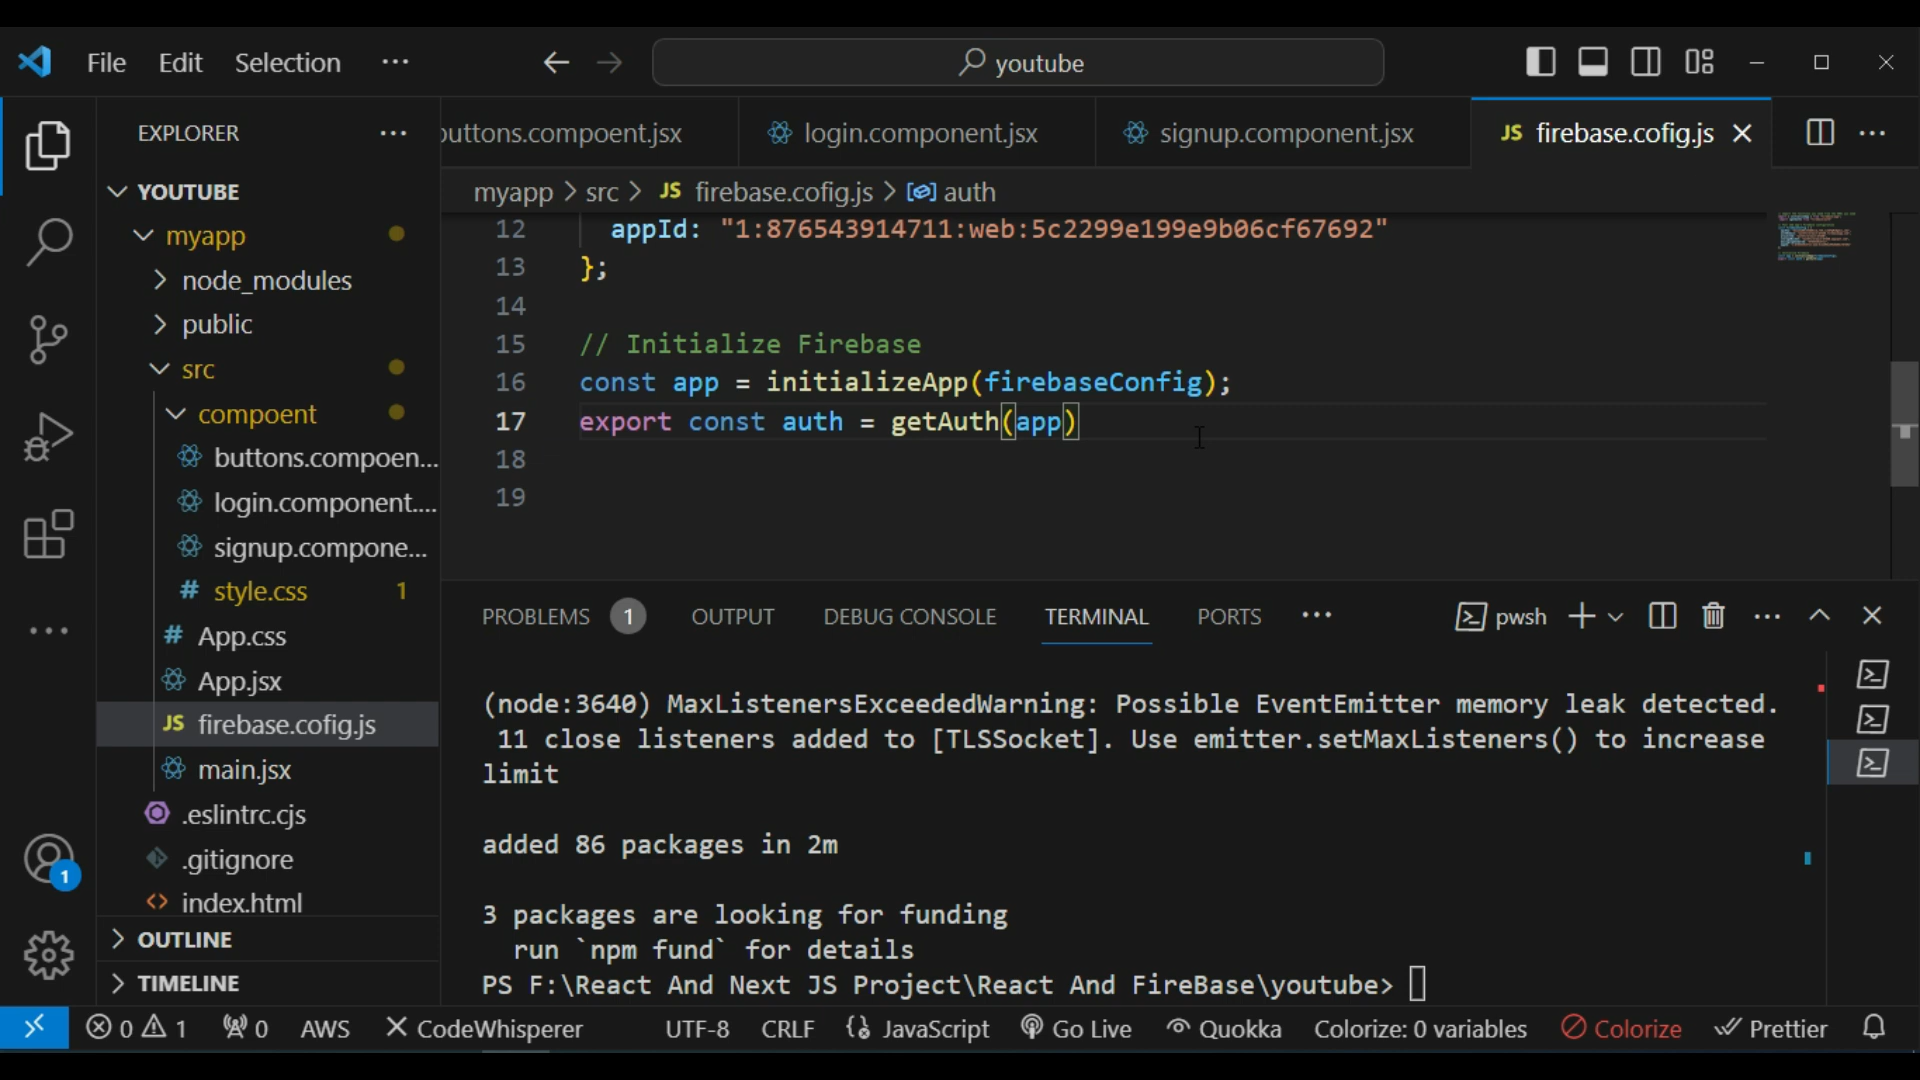 File Edit Selection ··· youtube
EXPLORER ···
uttons.compoent.jsx login.component.jsx signup.component.jsx JS firebase.cofig.js
YOUTUBE
myapp
node_modules
public
src
compoent
buttons.compoen...
login.component....
signup.compone...
# style.css 1
# App.css
App.jsx
JS firebase.cofig.js
main.jsx
.eslintrc.cjs
.gitignore
<> index.html
OUTLINE
TIMELINE
myapp > src > JS firebase.cofig.js > auth
12 appId: "1:876543914711:web:5c2299e199e9b06cf67692"
13 };
14
15 // Initialize Firebase
16 const app = initializeApp(firebaseConfig);
17 export const auth = getAuth(app)
18
19
PROBLEMS 1 OUTPUT DEBUG CONSOLE TERMINAL PORTS ··· pwsh
(node:3640) MaxListenersExceededWarning: Possible EventEmitter memory leak detected.
11 close listeners added to [TLSSocket]. Use emitter.setMaxListeners() to increase
limit
added 86 packages in 2m
3 packages are looking for funding
run `npm fund` for details
PS F:\React And Next JS Project\React And FireBase\youtube>
1
0 1 0 AWS CodeWhisperer UTF-8 CRLF JavaScript Go Live Quokka Colorize: 0 variables Colorize Prettier